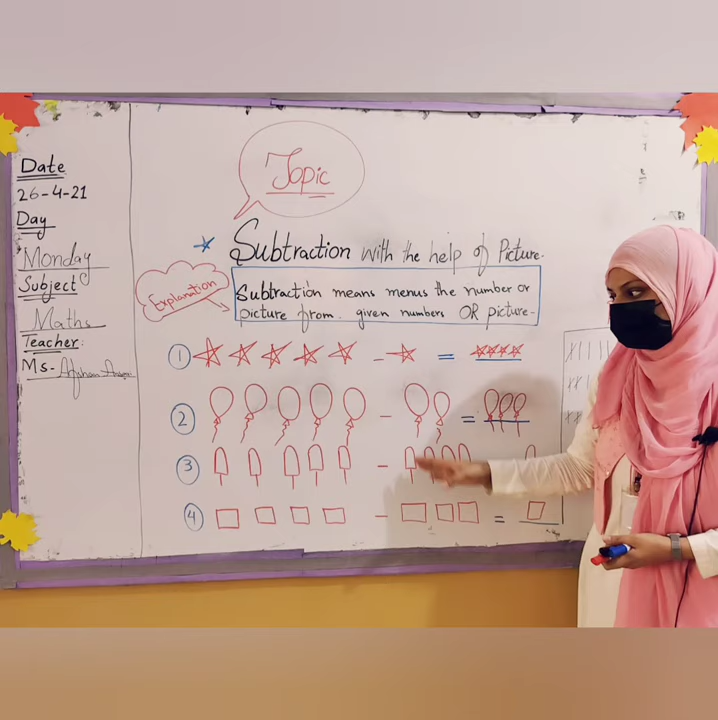 Date
26-4-21
Day
Monday
Subject
Maths
Teacher:
Ms- Afshan
Topic
Subtraction with the help of Picture.
Explanation
Subtraction means menus the number or
picture from given numbers OR picture.
1 - =
2 - =
3 -
4 - =